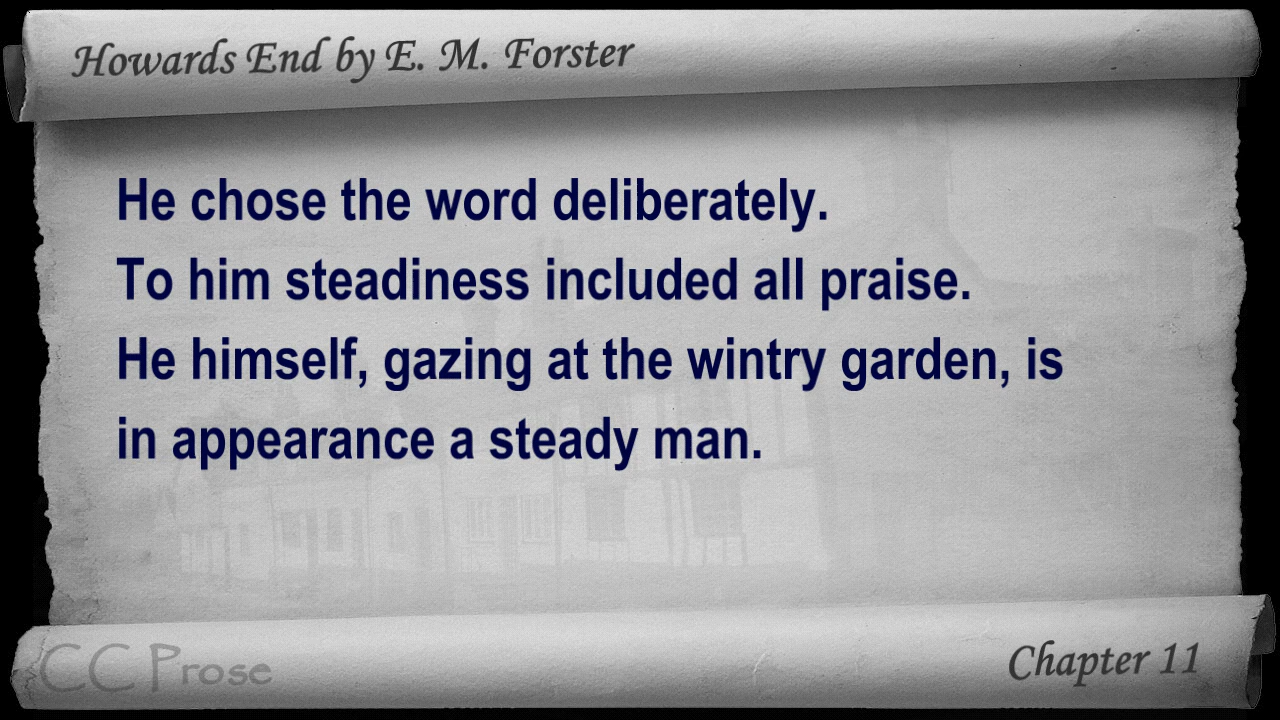 Howards End by E. M. Forster
He chose the word deliberately.
To him steadiness included all praise.
He himself, gazing at the wintry garden, is
in appearance a steady man.
CC Prose
Chapter 11